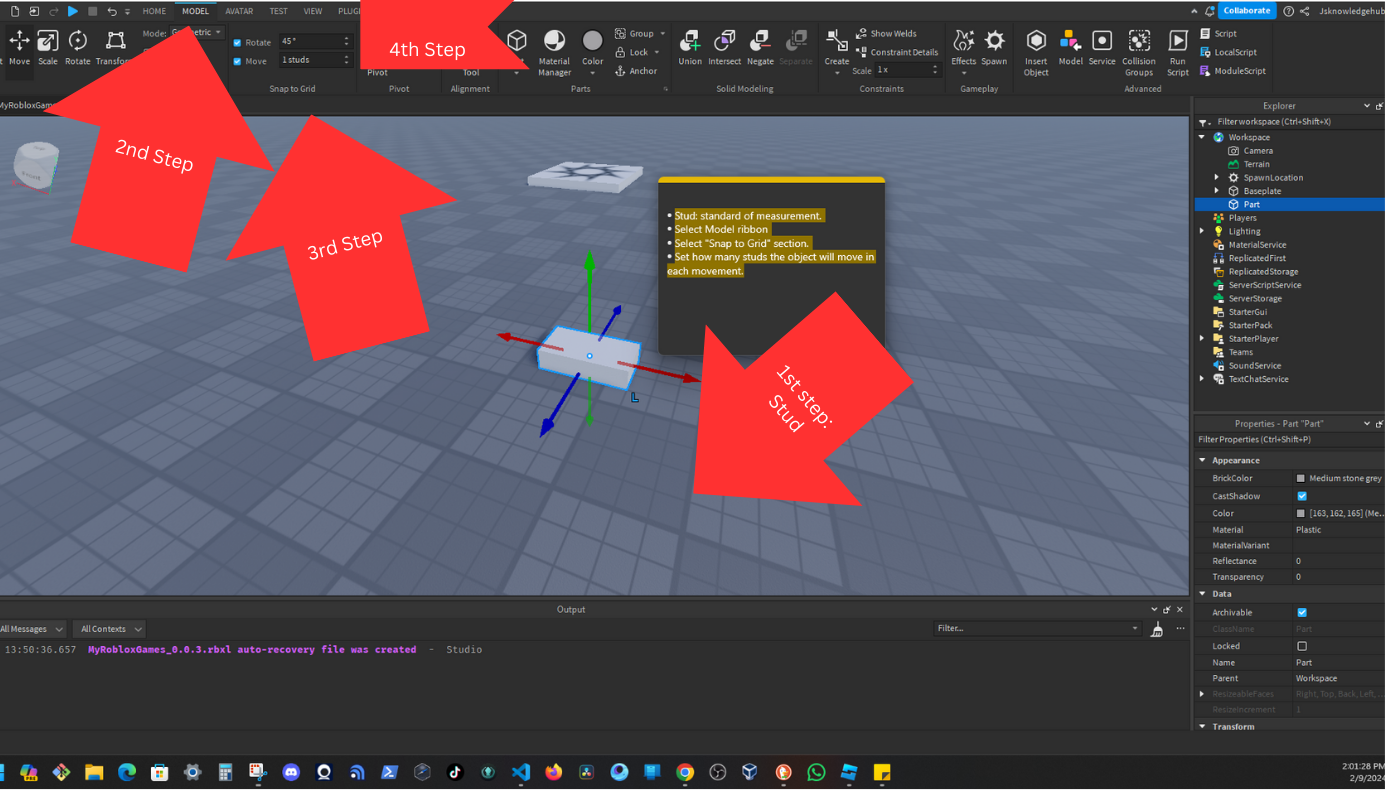 HOME MODEL AVATAR TEST VIEW PLUG
Collaborate Jsknowledgehub
Mode:
Move Scale Rotate Transfor
Rotate 45°
Move 1 studs
Snap to Grid
Pivot
Pivot
Tool
Alignment
Material
Manager
Color
Group
Lock
Anchor
Parts
Union Intersect Negate Separate
Solid Modeling
Create
Show Welds
Constraint Details
Scale 1 x
Constraints
Effects Spawn
Gameplay
Insert
Object
Model Service
Collision
Groups
Run
Script
Script
LocalScript
ModuleScript
Advanced
MyRobloxGames
2nd Step
3rd Step
4th Step
1st step:
Stud
• Stud: standard of measurement.
• Select Model ribbon
• Select "Snap to Grid" section.
• Set how many studs the object will move in
each movement.
L
Explorer
Filter workspace (Ctrl+Shift+X)
Workspace
Camera
Terrain
SpawnLocation
Baseplate
Part
Players
Lighting
MaterialService
ReplicatedFirst
ReplicatedStorage
ServerScriptService
ServerStorage
StarterGui
StarterPack
StarterPlayer
Teams
SoundService
TextChatService
Properties - Part "Part"
Filter Properties (Ctrl+Shift+P)
Appearance
BrickColor Medium stone grey
CastShadow
Color [163, 162, 165] (Me...
Material Plastic
MaterialVariant
Reflectance 0
Transparency 0
Data
Archivable
ClassName Part
Locked
Name Part
Parent Workspace
ResizeableFaces Right, Top, Back, Left,...
ResizeIncrement 1
Transform
Output
All Messages All Contexts Filter...
13:50:36.657 MyRobloxGames_0.0.3.rbxl auto-recovery file was created - Studio
2:01:28 PM
2/9/2024